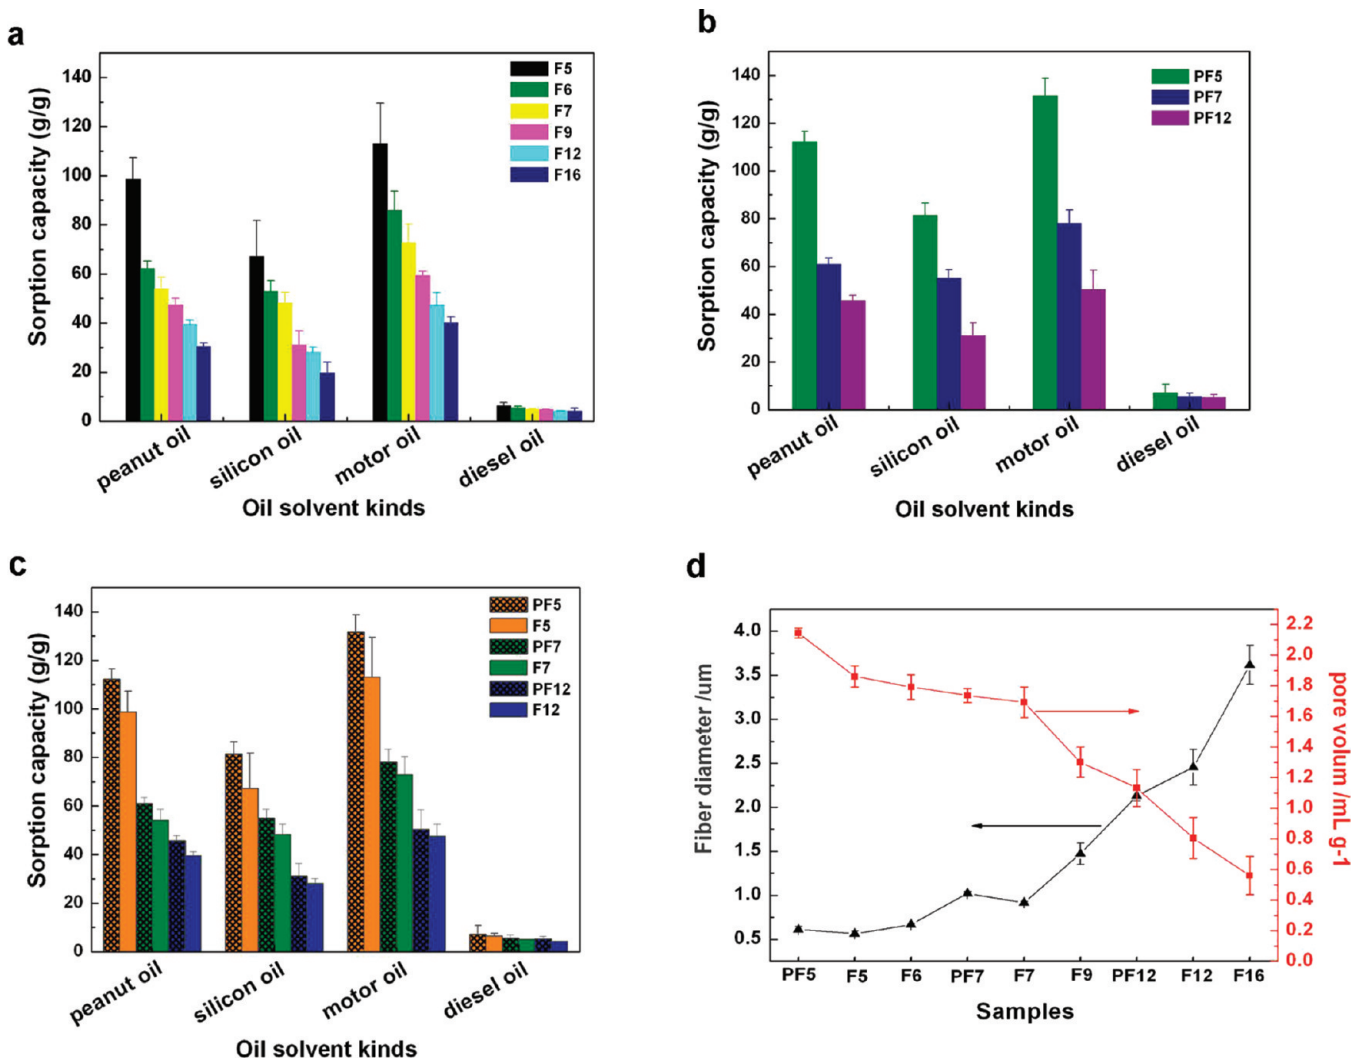 a
Sorption capacity (g/g)
140
120
100
80
60
40
20
0
F5
F6
F7
F9
F12
F16
peanut oil
silicon oil
motor oil
diesel oil
Oil solvent kinds
b
Sorption capacity (g/g)
140
120
100
80
60
40
20
0
PF5
PF7
PF12
peanut oil
silicon oil
motor oil
diesel oil
Oil solvent kinds
c
Sorption capacity (g/g)
140
120
100
80
60
40
20
0
PF5
F5
PF7
F7
PF12
F12
peanut oil
silicon oil
motor oil
diesel oil
Oil solvent kinds
d
Fiber diameter /um
4.0
3.5
3.0
2.5
2.0
1.5
1.0
0.5
2.2
2.0
1.8
1.6
1.4
1.2
1.0
0.8
0.6
0.4
0.2
0.0
pore volum /mL g-1
PF5 F5 F6 PF7 F7 F9 PF12 F12 F16
Samples